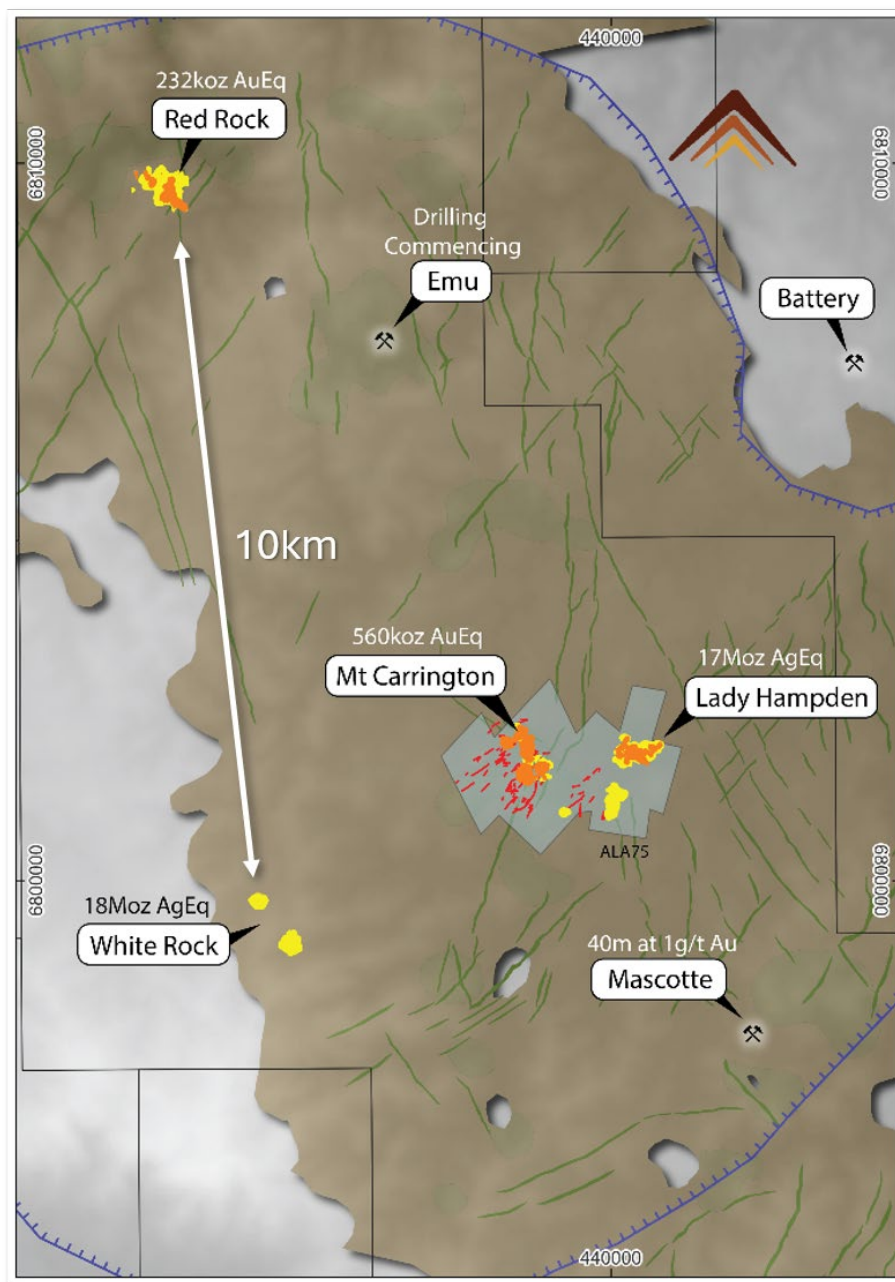 440000
232koz AuEq
Red Rock
6810000
6810000
Drilling
Commencing
Emu
Battery
10km
560koz AuEq
Mt Carrington
17Moz AgEq
Lady Hampden
ALA75
6800000
6800000
18Moz AgEq
White Rock
40m at 1g/t Au
Mascotte
440000